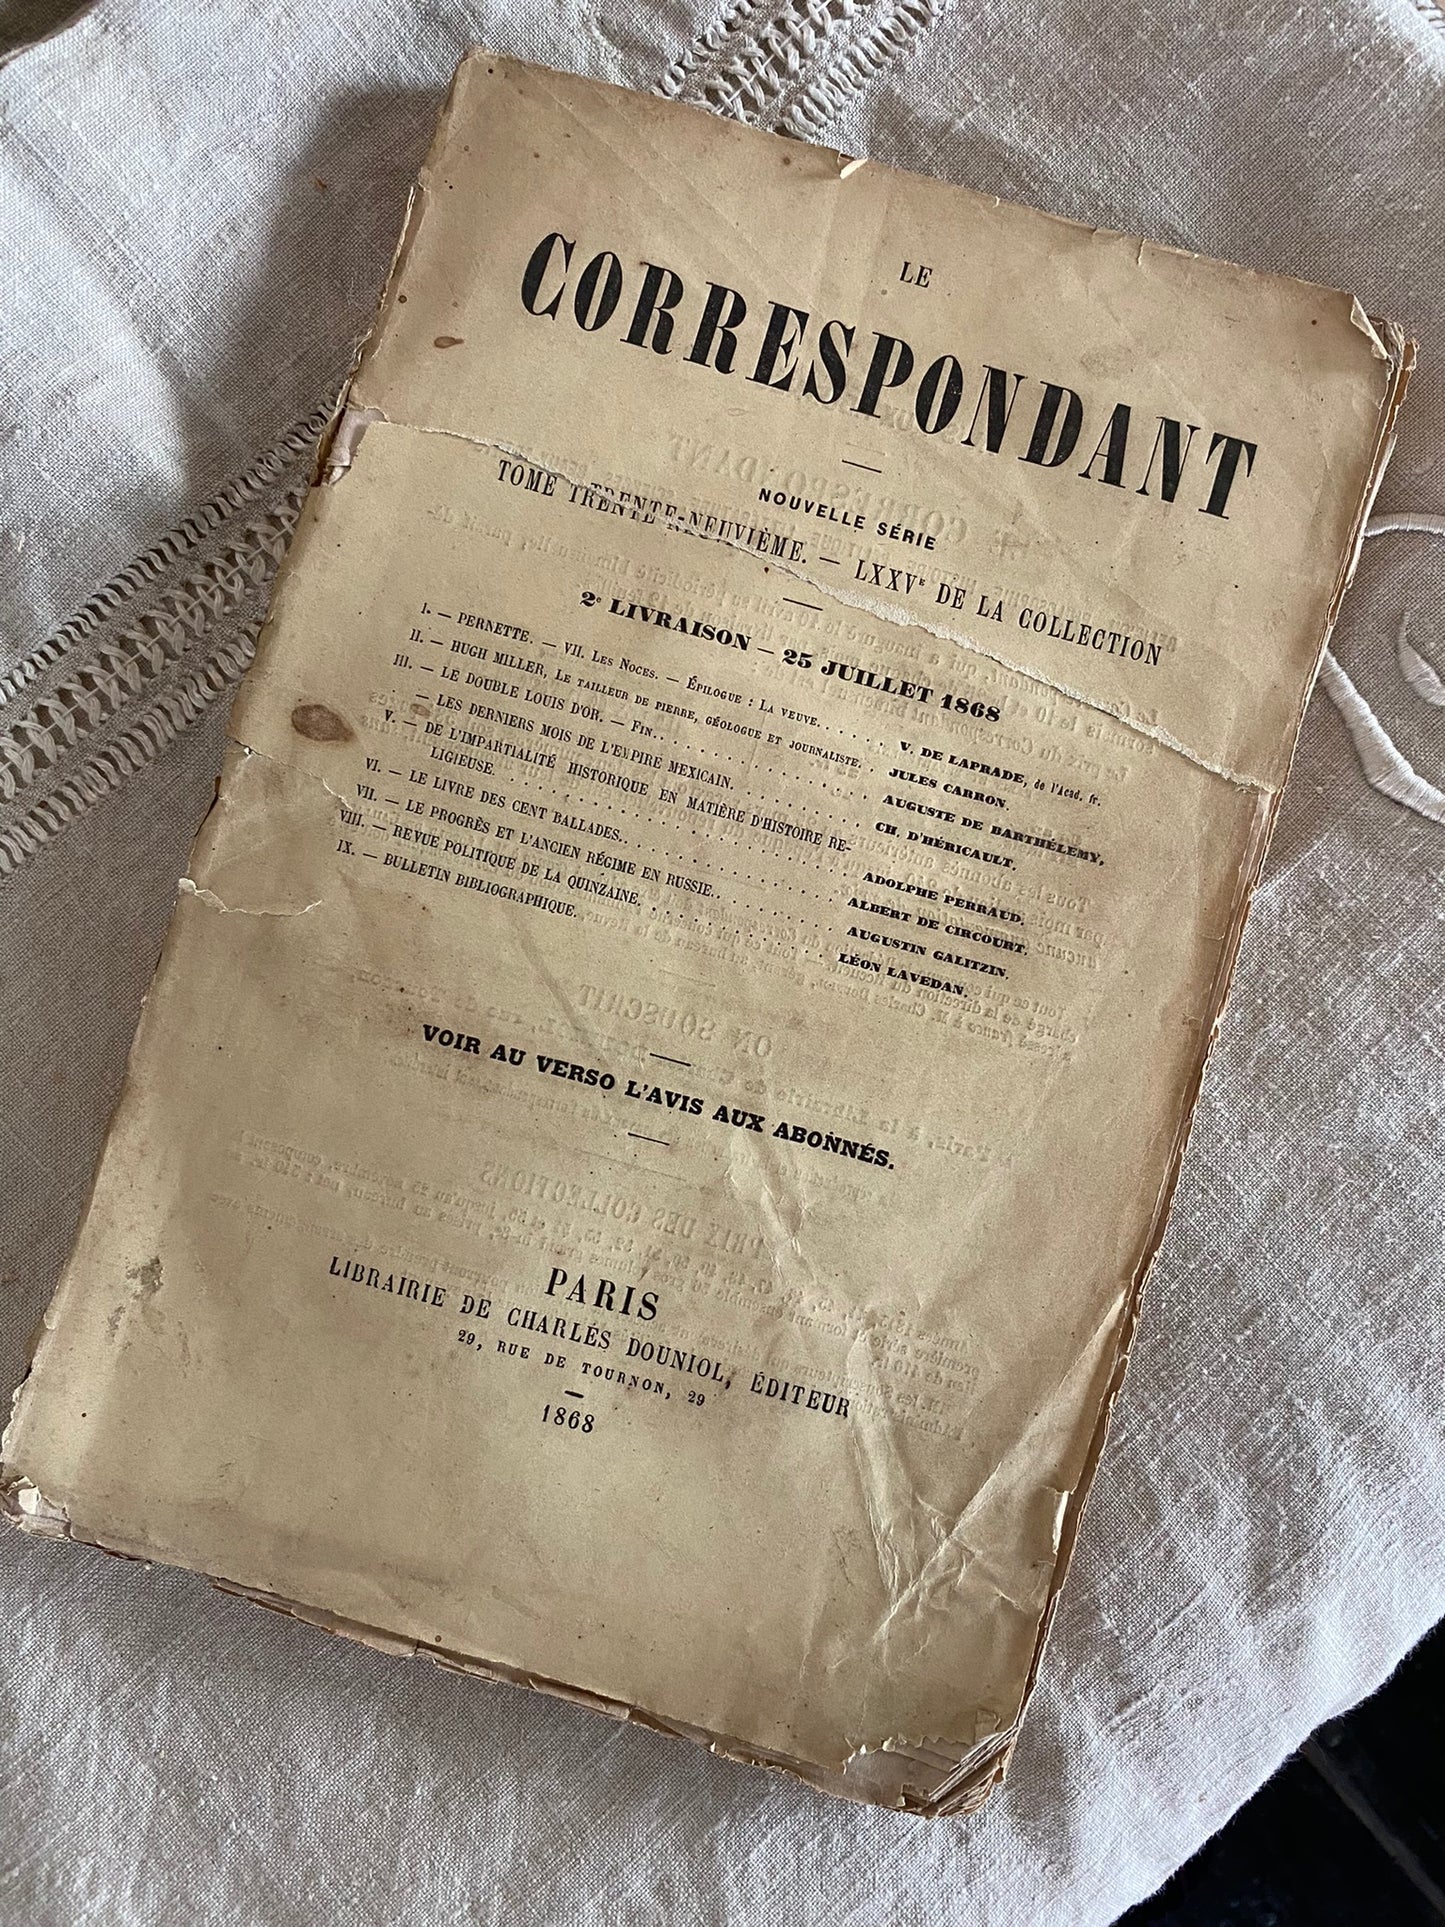 LE
CORRESPONDANT
NOUVELLE SÉRIE
TOME TRENTE-NEUVIÈME. — LXXVᵉ DE LA COLLECTION
2ᵉ LIVRAISON — 25 JUILLET 1868
I. — PERNETTE. — VII. LES NOCES. — ÉPILOGUE : LA VEUVE. . . . . . V. DE LAPRADE, de l'Acad. fr.
II. — HUGH MILLER, LE TAILLEUR DE PIERRE, GÉOLOGUE ET JOURNALISTE. . JULES CARRON.
III. — LE DOUBLE LOUIS D'OR. — FIN. . . . . . . . . . . . . . . AUGUSTE DE BARTHÉLEMY,
— LES DERNIERS MOIS DE L'EMPIRE MEXICAIN. . . . . . . . . . CH. D'HÉRICAULT.
V. — DE L'IMPARTIALITÉ HISTORIQUE EN MATIÈRE D'HISTOIRE RE-
LIGIEUSE. . . . . . . . . . . . . . . . . . . . . . ADOLPHE PERRAUD.
VI. — LE LIVRE DES CENT BALLADES. . . . . . . . . . . . . . . ALBERT DE CIRCOURT.
VII. — LE PROGRÈS ET L'ANCIEN RÉGIME EN RUSSIE. . . . . . . . . AUGUSTIN GALITZIN.
VIII. — REVUE POLITIQUE DE LA QUINZAINE. . . . . . . . . . . . . LÉON LAVEDAN.
IX. — BULLETIN BIBLIOGRAPHIQUE.
VOIR AU VERSO L'AVIS AUX ABONNÉS.
PARIS
LIBRAIRIE DE CHARLES DOUNIOL, ÉDITEUR
29, RUE DE TOURNON, 29
1868